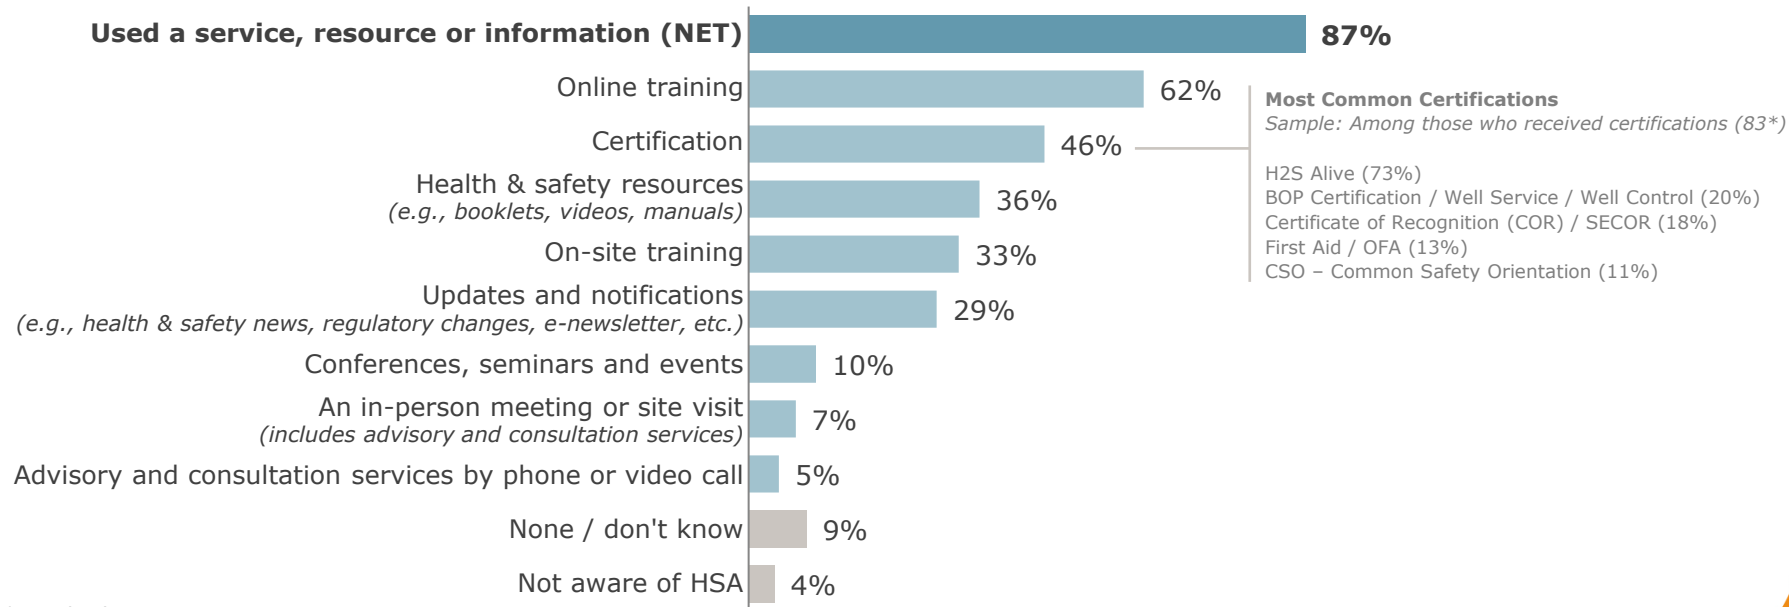 Used a service, resource or information (NET) 87%
Online training 62%
Certification 46%
Health & safety resources
(e.g., booklets, videos, manuals) 36%
On-site training 33%
Updates and notifications
(e.g., health & safety news, regulatory changes, e-newsletter, etc.) 29%
Conferences, seminars and events 10%
An in-person meeting or site visit
(includes advisory and consultation services) 7%
Advisory and consultation services by phone or video call 5%
None / don't know 9%
Not aware of HSA 4%
Most Common Certifications
Sample: Among those who received certifications (83*)
H2S Alive (73%)
BOP Certification / Well Service / Well Control (20%)
Certificate of Recognition (COR) / SECOR (18%)
First Aid / OFA (13%)
CSO – Common Safety Orientation (11%)